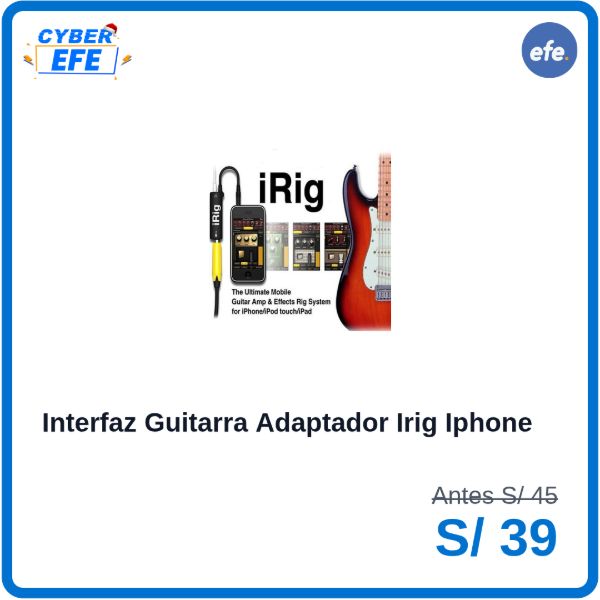 CYBER
EFE
efe.
iRig
iRig
The Ultimate Mobile
Guitar Amp & Effects Rig System
for iPhone/iPod touch/iPad
Interfaz Guitarra Adaptador Irig Iphone
Antes S/ 45
S/ 39